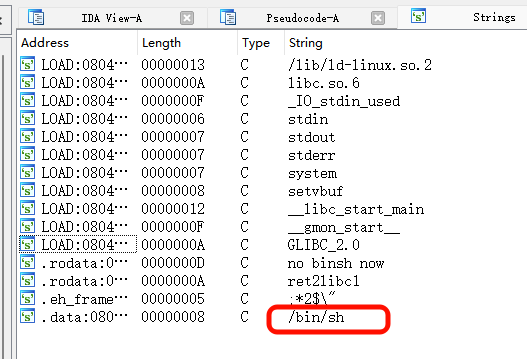 IDA View-A Pseudocode-A Strings
Address Length Type String
LOAD:0804… 00000013 C /lib/ld-linux.so.2
LOAD:0804… 0000000A C libc.so.6
LOAD:0804… 0000000F C _IO_stdin_used
LOAD:0804… 00000006 C stdin
LOAD:0804… 00000007 C stdout
LOAD:0804… 00000007 C stderr
LOAD:0804… 00000007 C system
LOAD:0804… 00000008 C setvbuf
LOAD:0804… 00000012 C __libc_start_main
LOAD:0804… 0000000F C __gmon_start__
LOAD:0804… 0000000A C GLIBC_2.0
.rodata:0… 0000000D C no binsh now
.rodata:0… 0000000A C ret2libc1
.eh_frame… 00000005 C ;*2$\"
.data:080… 00000008 C /bin/sh